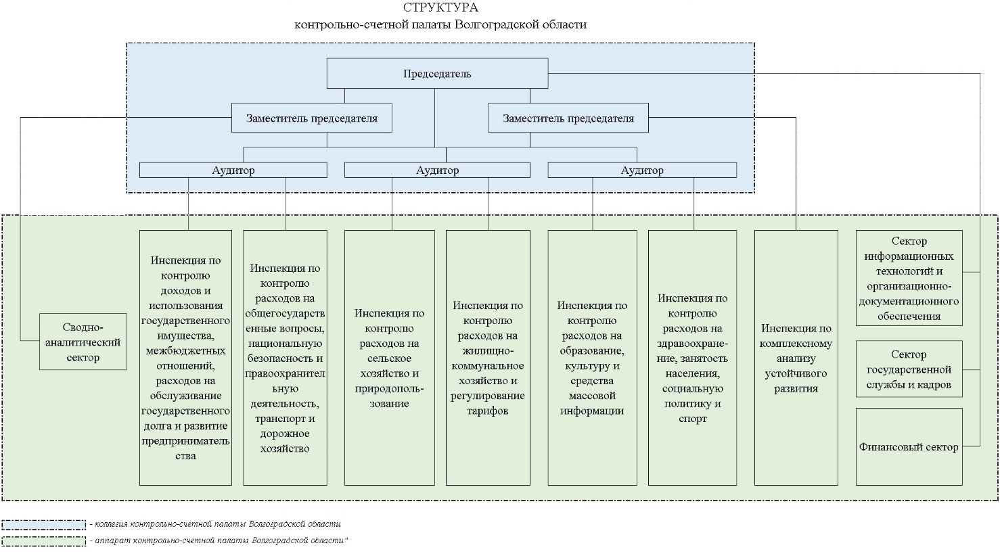 СТРУКТУРА
контрольно-счетной палаты Волгоградской области
Председатель
Заместитель председателя
Заместитель председателя
Аудитор
Аудитор
Аудитор
Сводно-
аналитический
сектор
Инспекция по
контролю
доходов и
использования
государственного
имущества,
межбюджетных
отношений,
расходов на
обслуживание
государственного
долга и развитие
предприниматель
ства
Инспекция по
контролю
расходов на
общегосударств
енные вопросы,
национальную
безопасность и
правоохранител
ьную
деятельность,
транспорт и
дорожное
хозяйство
Инспекция по
контролю
расходов на
сельское
хозяйство и
природополь-
зование
Инспекция по
контролю
расходов на
жилищно-
коммунальное
хозяйство и
регулирование
тарифов
Инспекция по
контролю
расходов на
образование,
культуру и
средства
массовой
информации
Инспекция по
контролю
расходов на
здравоохране-
ние, занятость
населения,
социальную
политику и
спорт
Инспекция по
комплексному
анализу
устойчивого
развития
Сектор
информационных
технологий и
организационно-
документационного
обеспечения
Сектор
государственной
службы и кадров
Финансовый сектор
- коллегия контрольно-счетной палаты Волгоградской области
- аппарат контрольно-счетной палаты Волгоградской области"